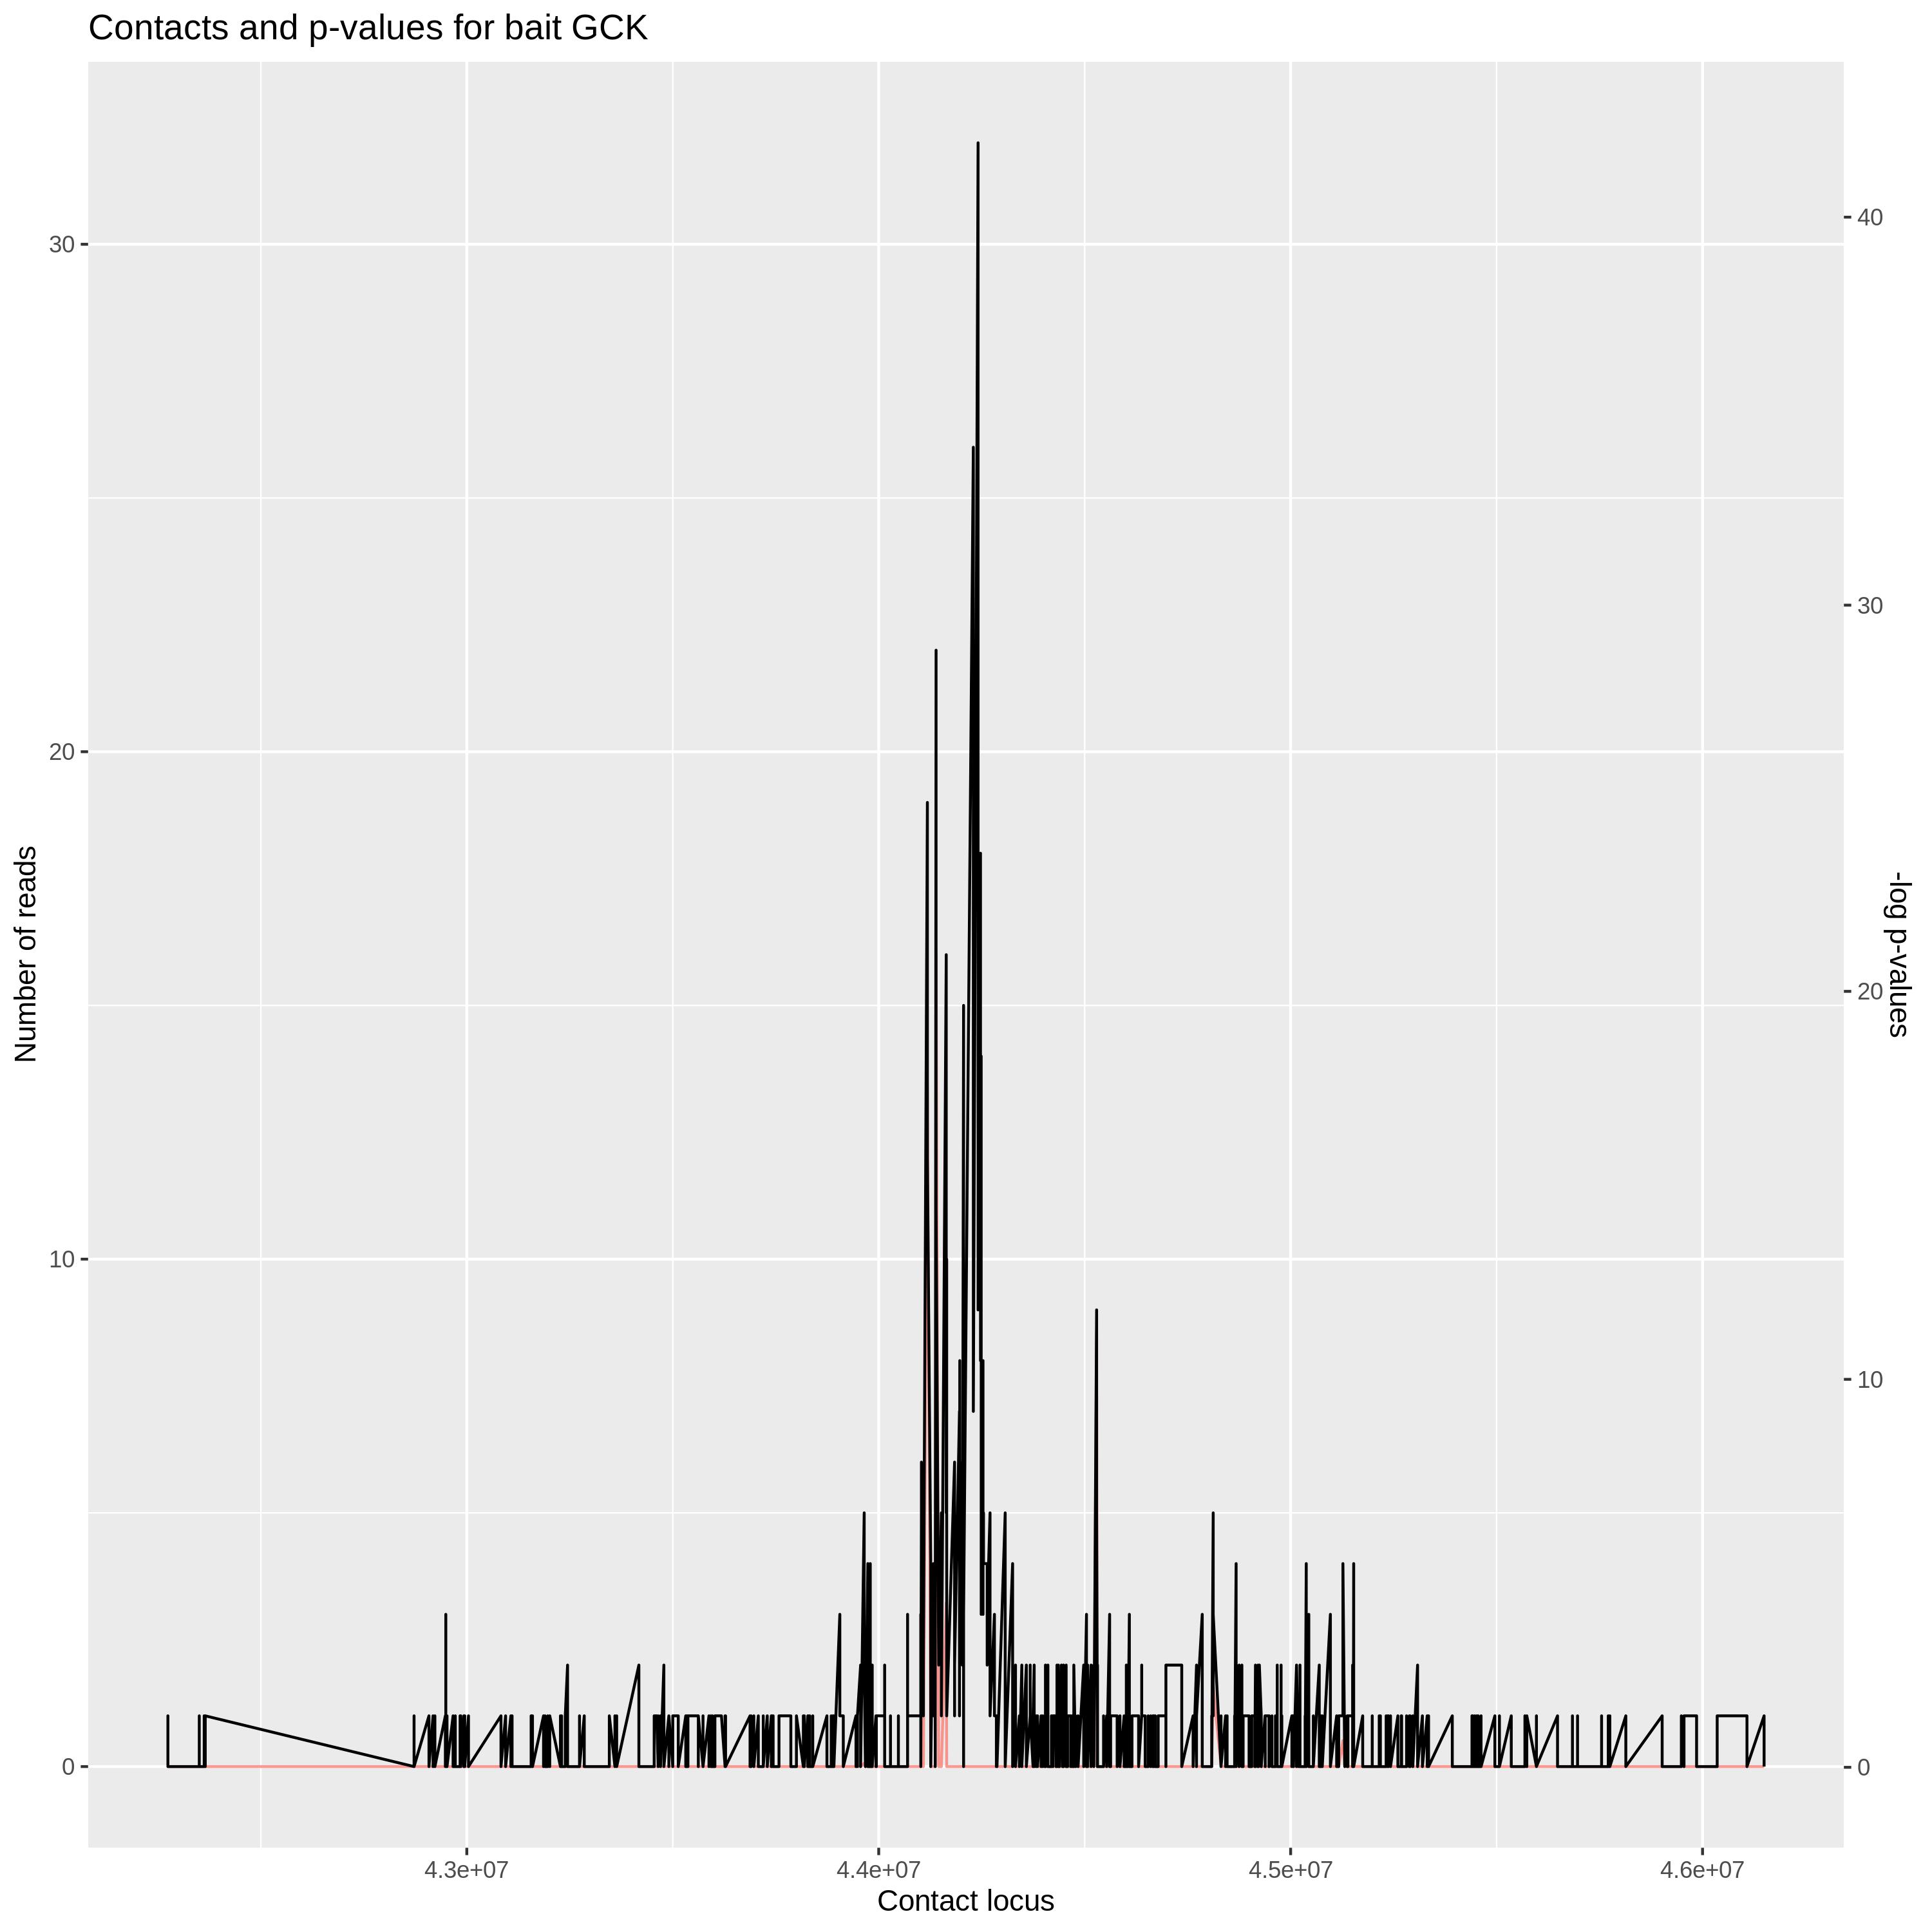 Contacts and p-values for bait GCK
30
20
10
0
Number of reads
40
30
20
10
0
-log p-values
4.3e+07 4.4e+07 4.5e+07 4.6e+07
Contact locus